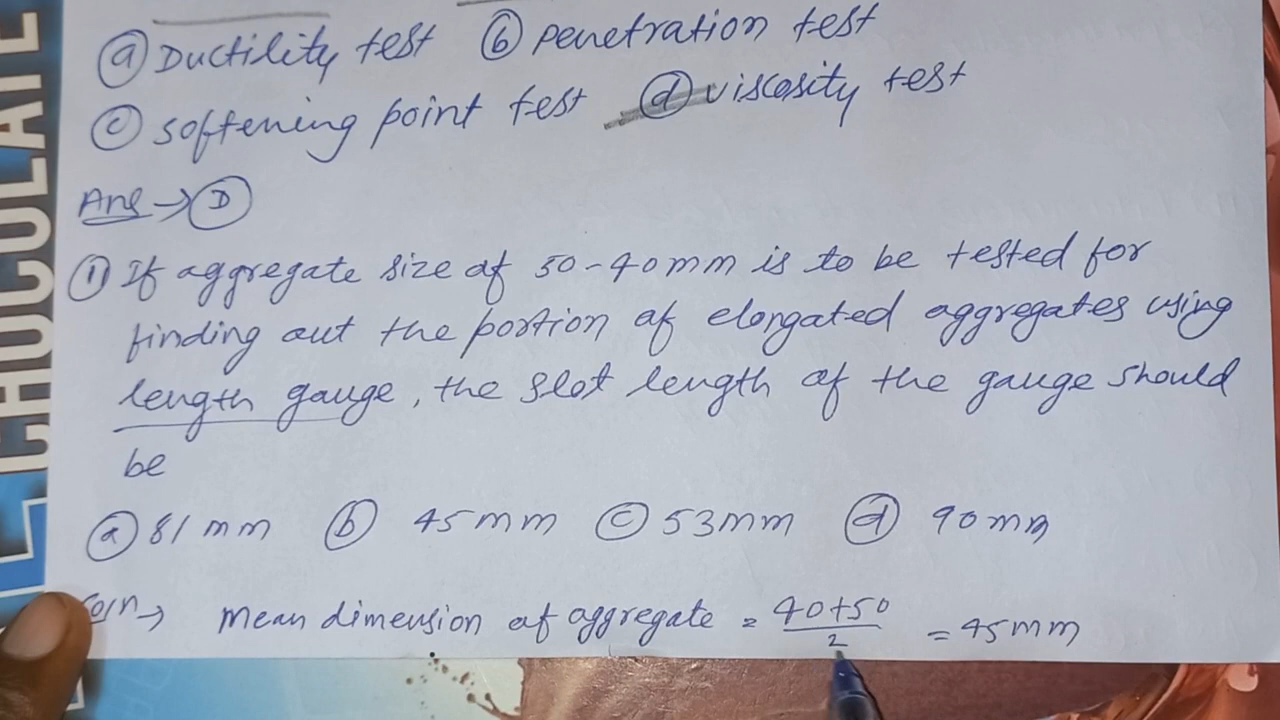 ⓐ Ductility test ⓑ penetration test
ⓒ softening point test ⓓ viscosity test
Ans → Ⓓ
① If aggregate size of 50-40mm is to be tested for
finding out the portion of elongated aggregates using
length gauge, the slot length of the gauge should
be
ⓐ 81 mm ⓑ 45mm ⓒ 53mm ⓓ 90mm
Soln → Mean dimension of aggregate = 40+50/2 = 45mm
CHOCOLATE